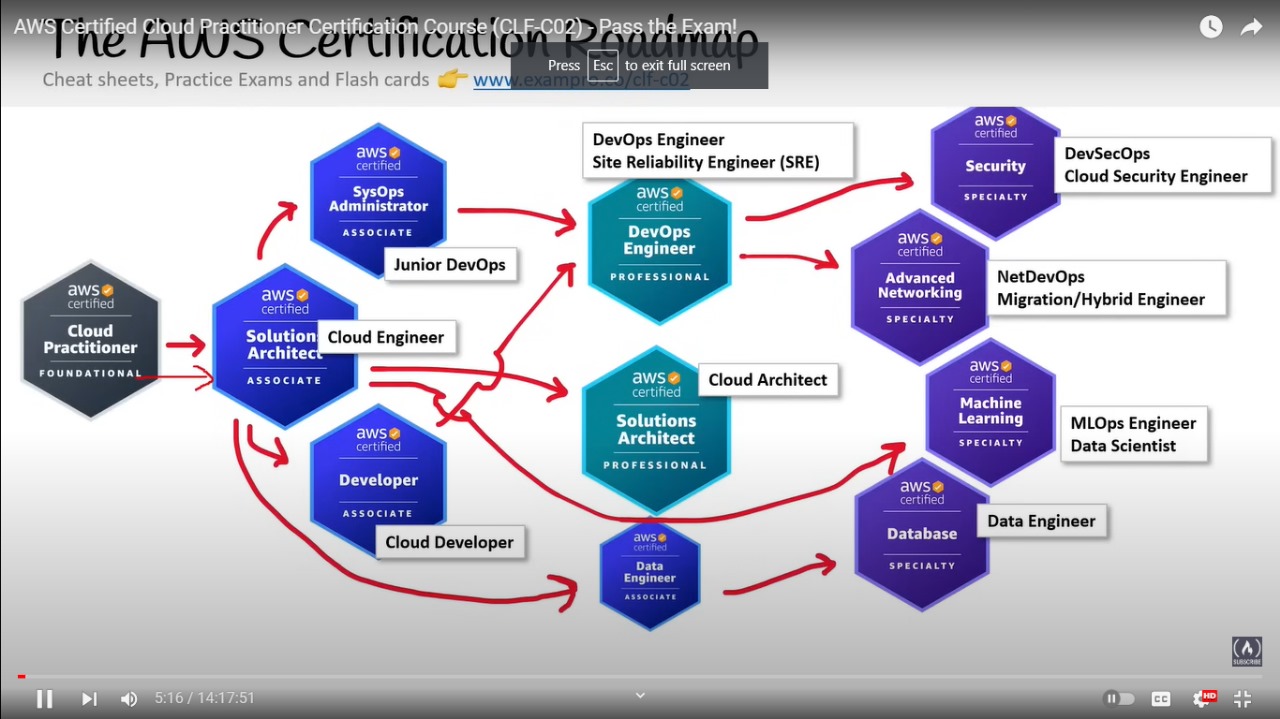 AWS Certified Cloud Practitioner Certification Course (CLF-C02) - Pass the Exam!
The AWS Certification Roadmap
Press Esc to exit full screen
Cheat sheets, Practice Exams and Flash cards 👉 www.exampro.co/clf-c02
aws
certified
Cloud
Practitioner
FOUNDATIONAL
aws
certified
Solutions
Architect
ASSOCIATE
Cloud Engineer
aws
certified
SysOps
Administrator
ASSOCIATE
Junior DevOps
aws
certified
Developer
ASSOCIATE
Cloud Developer
DevOps Engineer
Site Reliability Engineer (SRE)
aws
certified
DevOps
Engineer
PROFESSIONAL
aws
certified
Solutions
Architect
PROFESSIONAL
Cloud Architect
aws
certified
Data
Engineer
ASSOCIATE
aws
certified
Security
SPECIALTY
DevSecOps
Cloud Security Engineer
aws
certified
Advanced
Networking
SPECIALTY
NetDevOps
Migration/Hybrid Engineer
aws
certified
Machine
Learning
SPECIALTY
MLOps Engineer
Data Scientist
aws
certified
Database
SPECIALTY
Data Engineer
SUBSCRIBE
5:16 / 14:17:51
CC
HD